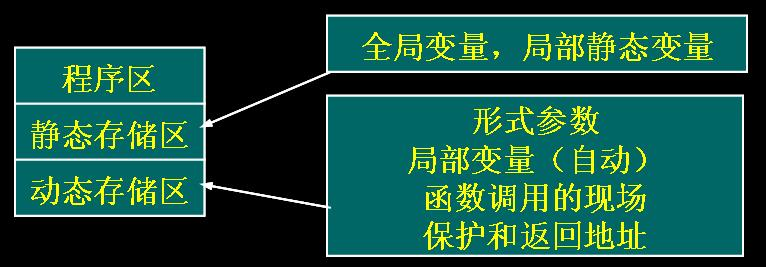 程序区
静态存储区
动态存储区
全局变量，局部静态变量
形式参数
局部变量（自动）
函数调用的现场
保护和返回地址